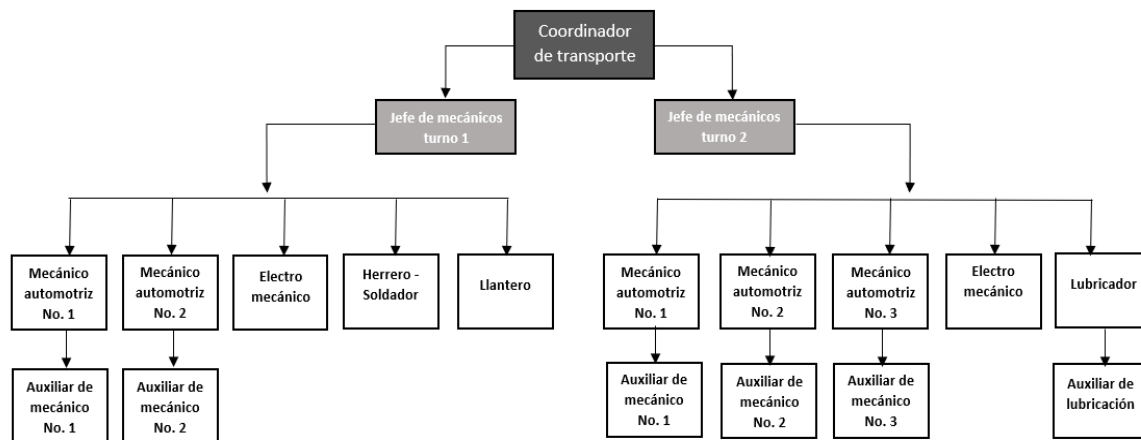 Coordinador
de transporte
Jefe de mecánicos
turno 1
Jefe de mecánicos
turno 2
Mecánico
automotriz
No. 1
Mecánico
automotriz
No. 2
Electro
mecánico
Herrero -
Soldador
Llantero
Mecánico
automotriz
No. 1
Mecánico
automotriz
No. 2
Mecánico
automotriz
No. 3
Electro
mecánico
Lubricador
Auxiliar de
mecánico
No. 1
Auxiliar de
mecánico
No. 2
Auxiliar de
mecánico
No. 1
Auxiliar de
mecánico
No. 2
Auxiliar de
mecánico
No. 3
Auxiliar de
lubricación